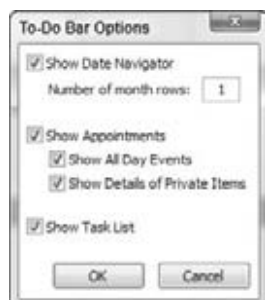 To-Do Bar Options
Show Date Navigator
Number of month rows: 1
Show Appointments
Show All Day Events
Show Details of Private Items
Show Task List
OK Cancel